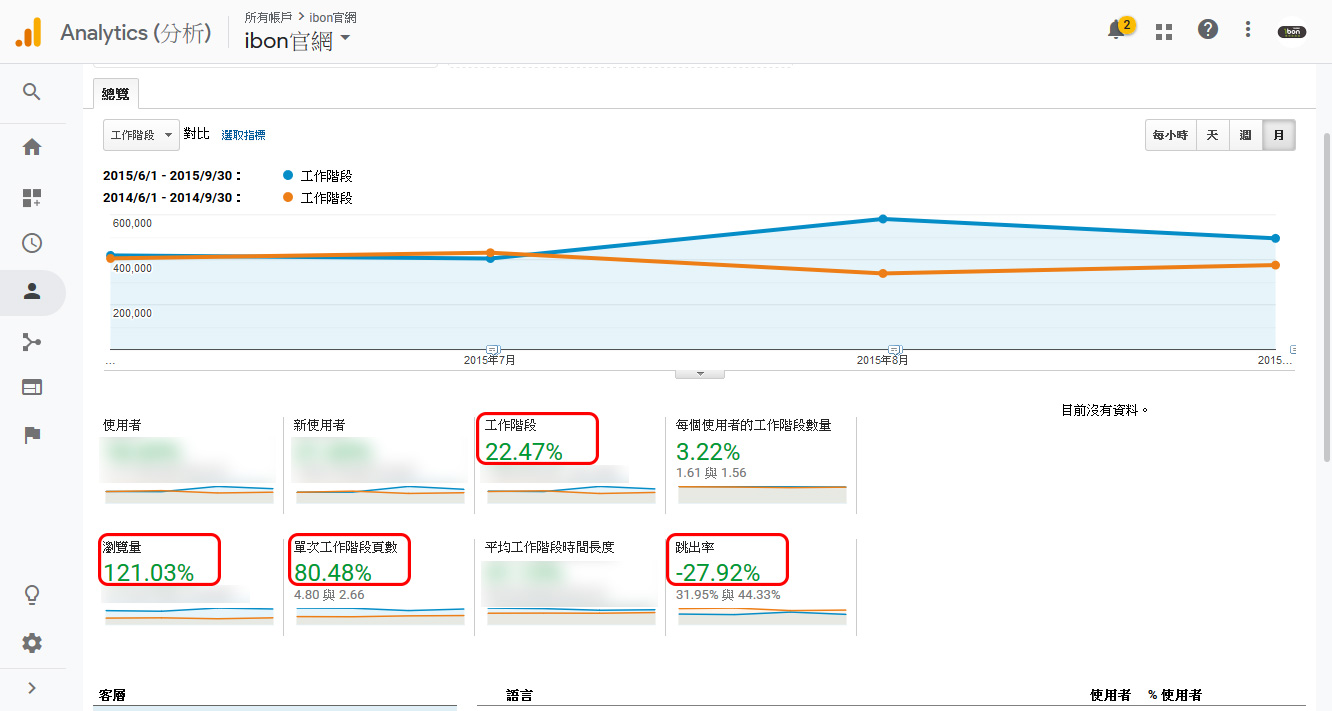 Analytics (分析)
所有帳戶 > ibon官網
ibon官網
2
ibon
總覽
工作階段
對比
選取指標
每小時
天
週
月
2015/6/1 - 2015/9/30：
工作階段
2014/6/1 - 2014/9/30：
工作階段
600,000
400,000
200,000
...
2015年7月
2015年8月
2015...
目前沒有資料。
使用者
新使用者
工作階段
22.47%
每個使用者的工作階段數量
3.22%
1.61 與 1.56
瀏覽量
121.03%
單次工作階段頁數
80.48%
4.80 與 2.66
平均工作階段時間長度
跳出率
-27.92%
31.95% 與 44.33%
客層
語言
使用者
% 使用者